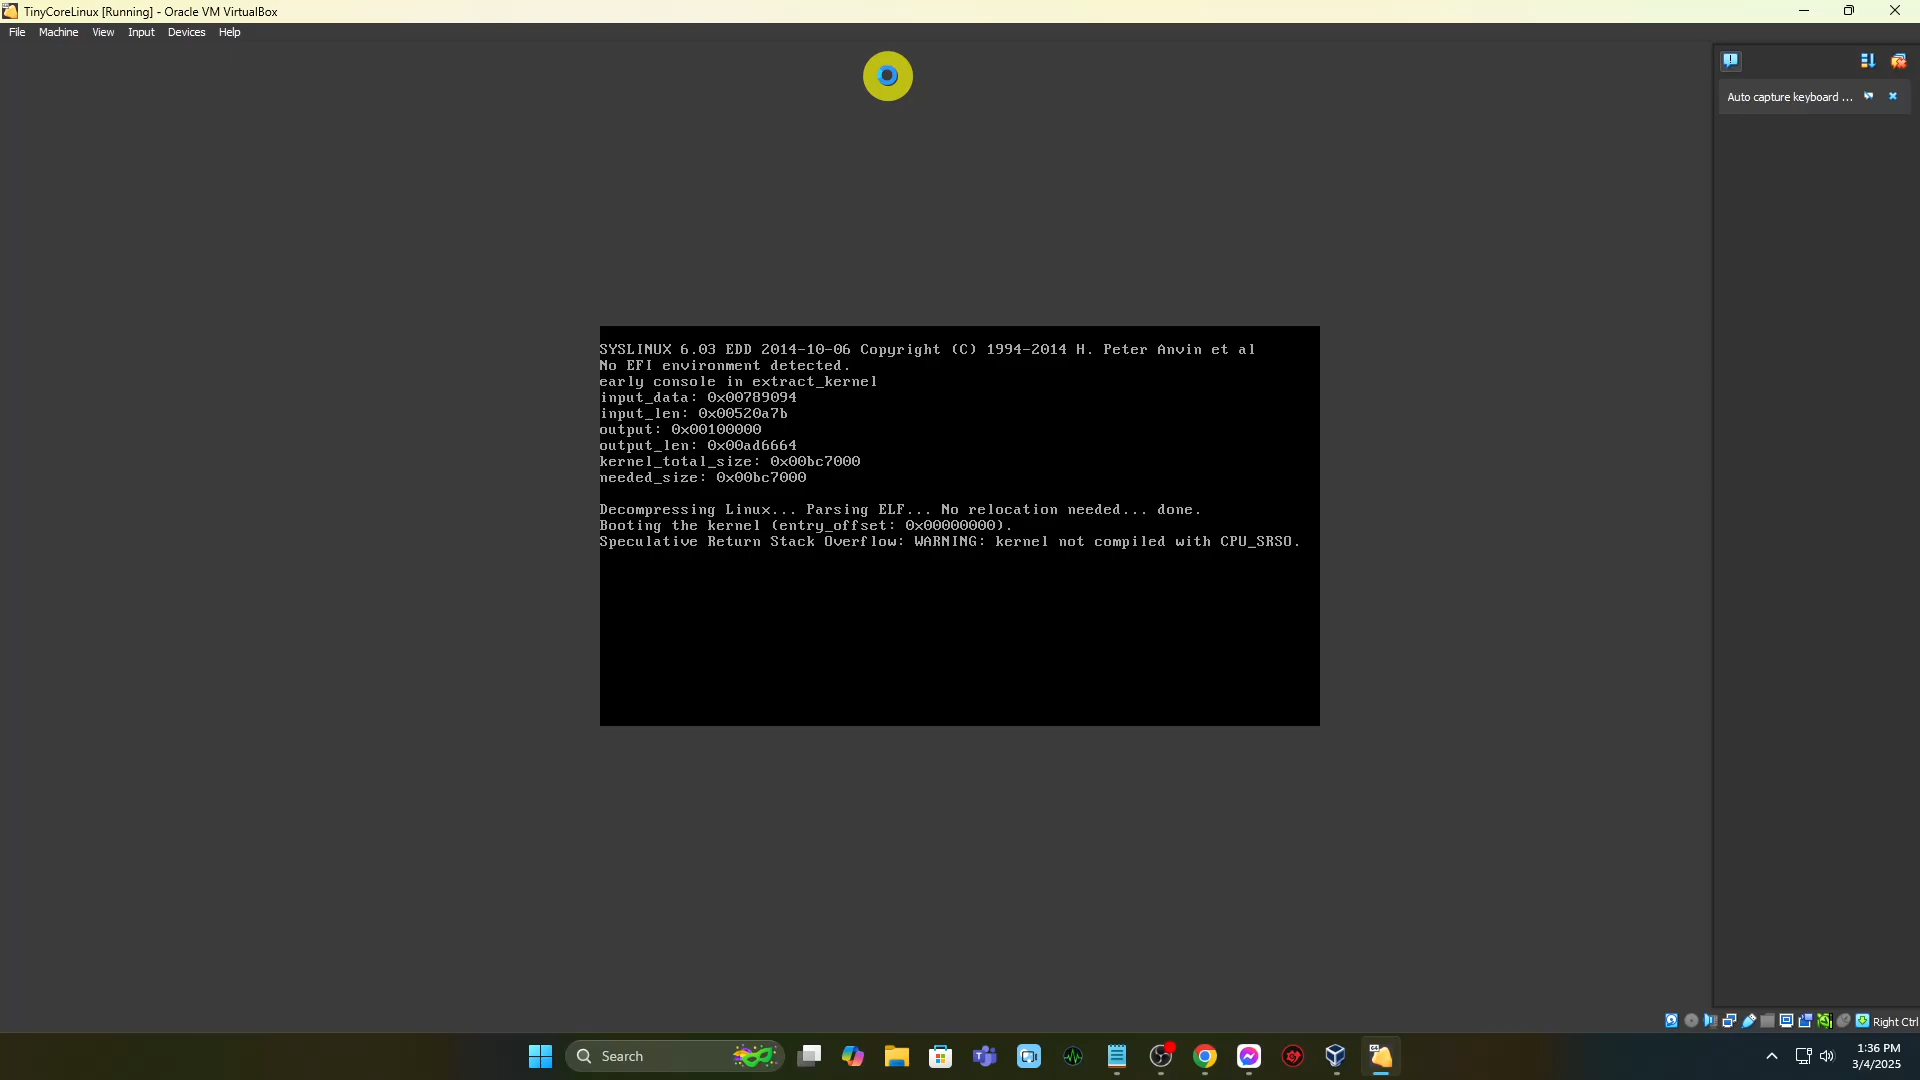 TinyCoreLinux [Running] - Oracle VM VirtualBox
File Machine View Input Devices Help
Auto capture keyboard ...
SYSLINUX 6.03 EDD 2014-10-06 Copyright (C) 1994-2014 H. Peter Anvin et al
No EFI environment detected.
early console in extract_kernel
input_data: 0x00789094
input_len: 0x00520a7b
output: 0x00100000
output_len: 0x00ad6664
kernel_total_size: 0x00bc7000
needed_size: 0x00bc7000
Decompressing Linux... Parsing ELF... No relocation needed... done.
Booting the kernel (entry_offset: 0x00000000).
Speculative Return Stack Overflow: WARNING: kernel not compiled with CPU_SRSO.
Right Ctrl
Search
1:36 PM
3/4/2025